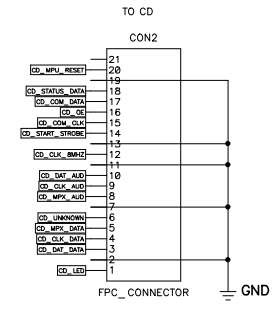 TO CD
CON2
21
CD_MPU_RESET 20
19
CD_STATUS_DATA 18
CD_COM_DATA 17
CD_OE 16
CD_COM_CLK 15
CD_START_STROBE 14
13
CD_CLK_8MHZ 12
11
CD_DAT_AUD 10
CD_CLK_AUD 9
CD_MPX_AUD 8
7
CD_UNKNOWN 6
CD_MPX_DATA 5
CD_CLK_DATA 4
CD_DAT_DATA 3
2
CD_LED 1
FPC_CONNECTOR
GND